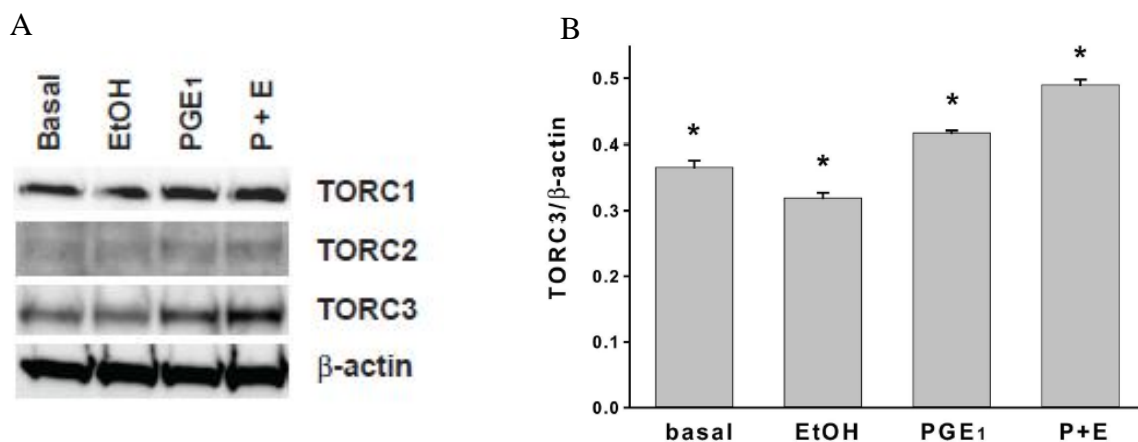 A
Basal
EtOH
PGE1
P + E
TORC1
TORC2
TORC3
β-actin
B
TORC3/β-actin
0.5
0.4
0.3
0.2
0.1
0.0
*
*
*
*
basal
EtOH
PGE1
P+E